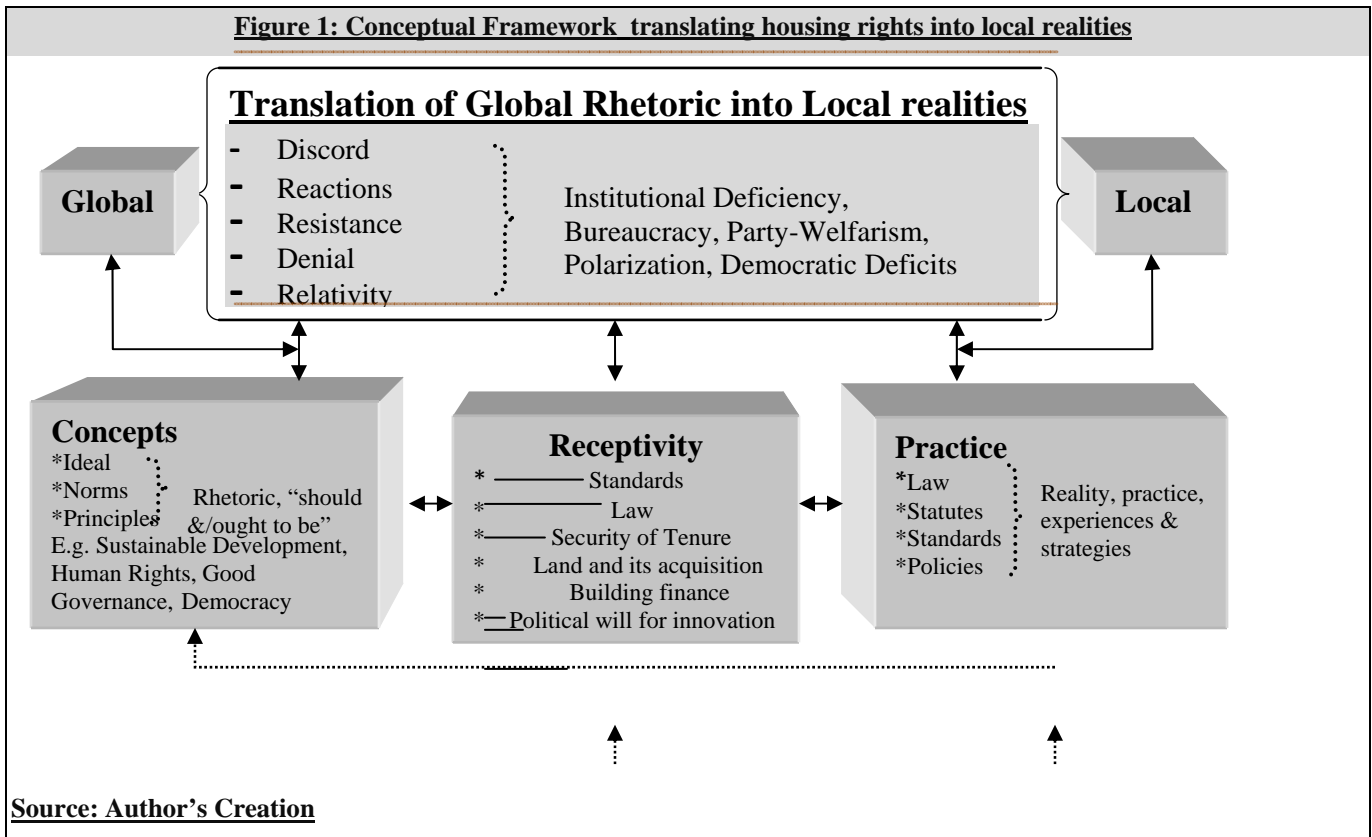 Figure 1: Conceptual Framework translating housing rights into local realities
Translation of Global Rhetoric into Local realities
- Discord
- Reactions
- Resistance
- Denial
- Relativity
Institutional Deficiency,
Bureaucracy, Party-Welfarism,
Polarization, Democratic Deficits
Global
Local
Concepts
*Ideal
*Norms
*Principles
Rhetoric, “should
&/ought to be”
E.g. Sustainable Development,
Human Rights, Good
Governance, Democracy
Receptivity
* Standards
* Law
* Security of Tenure
* Land and its acquisition
* Building finance
* Political will for innovation
Practice
*Law
*Statutes
*Standards
*Policies
Reality, practice,
experiences &
strategies
Source: Author’s Creation